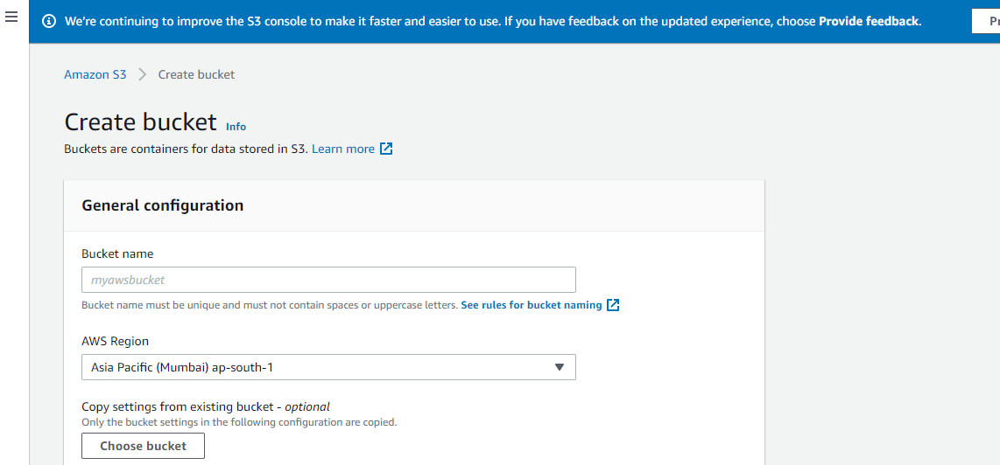 We're continuing to improve the S3 console to make it faster and easier to use. If you have feedback on the updated experience, choose Provide feedback.
Amazon S3 > Create bucket
Create bucket Info
Buckets are containers for data stored in S3. Learn more
General configuration
Bucket name
myawsbucket
Bucket name must be unique and must not contain spaces or uppercase letters. See rules for bucket naming
AWS Region
Asia Pacific (Mumbai) ap-south-1
Copy settings from existing bucket - optional
Only the bucket settings in the following configuration are copied.
Choose bucket